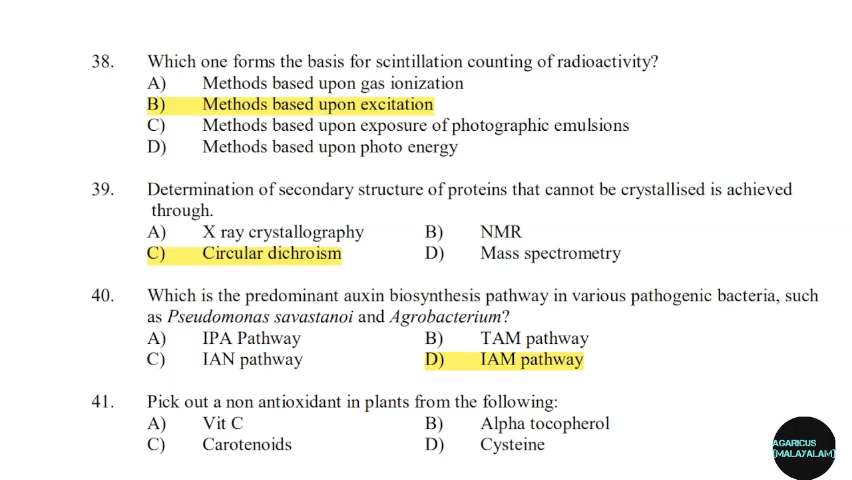 38. Which one forms the basis for scintillation counting of radioactivity?
A) Methods based upon gas ionization
B) Methods based upon excitation
C) Methods based upon exposure of photographic emulsions
D) Methods based upon photo energy
39. Determination of secondary structure of proteins that cannot be crystallised is achieved
through.
A) X ray crystallography B) NMR
C) Circular dichroism D) Mass spectrometry
40. Which is the predominant auxin biosynthesis pathway in various pathogenic bacteria, such
as Pseudomonas savastanoi and Agrobacterium?
A) IPA Pathway B) TAM pathway
C) IAN pathway D) IAM pathway
41. Pick out a non antioxidant in plants from the following:
A) Vit C B) Alpha tocopherol
C) Carotenoids D) Cysteine
AGARICUS
[MALAYALAM]